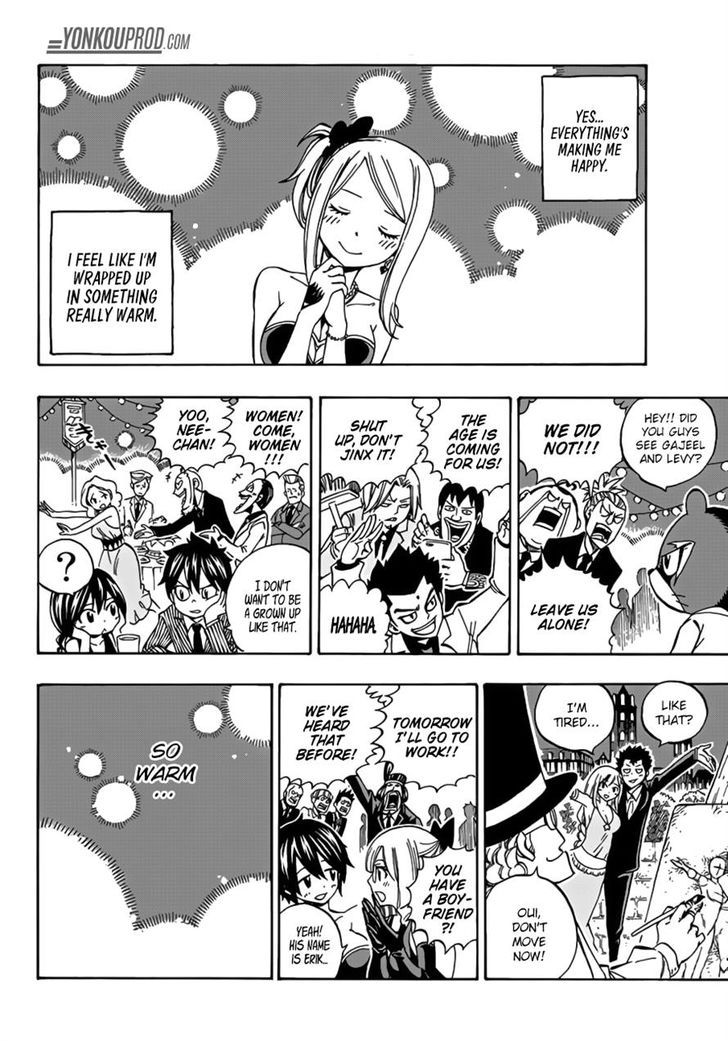 =YONKOUPROD.COM
YES...
EVERYTHING'S
MAKING ME
HAPPY.
I FEEL LIKE I'M
WRAPPED UP
IN SOMETHING
REALLY WARM.
HEY!! DID
YOU GUYS
SEE GAJEEL
AND LEVY?
WE DID
NOT!!!
LEAVE US
ALONE!
THE
AGE IS
COMING
FOR US!
SHUT
UP, DON'T
JINX IT!
HAHAHA.
WOMEN!
COME,
WOMEN
!!!
YOO,
NEE-
CHAN!
?
I DON'T
WANT TO BE
A GROWN UP
LIKE THAT.
LIKE
THAT?
I'M
TIRED...
OUI,
DON'T
MOVE
NOW!
TOMORROW
I'LL GO TO
WORK!!
WE'VE
HEARD
THAT
BEFORE!
YOU
HAVE
A BOY-
FRIEND
?!
YEAH!
HIS NAME
IS ERIK..
SO
WARM
...